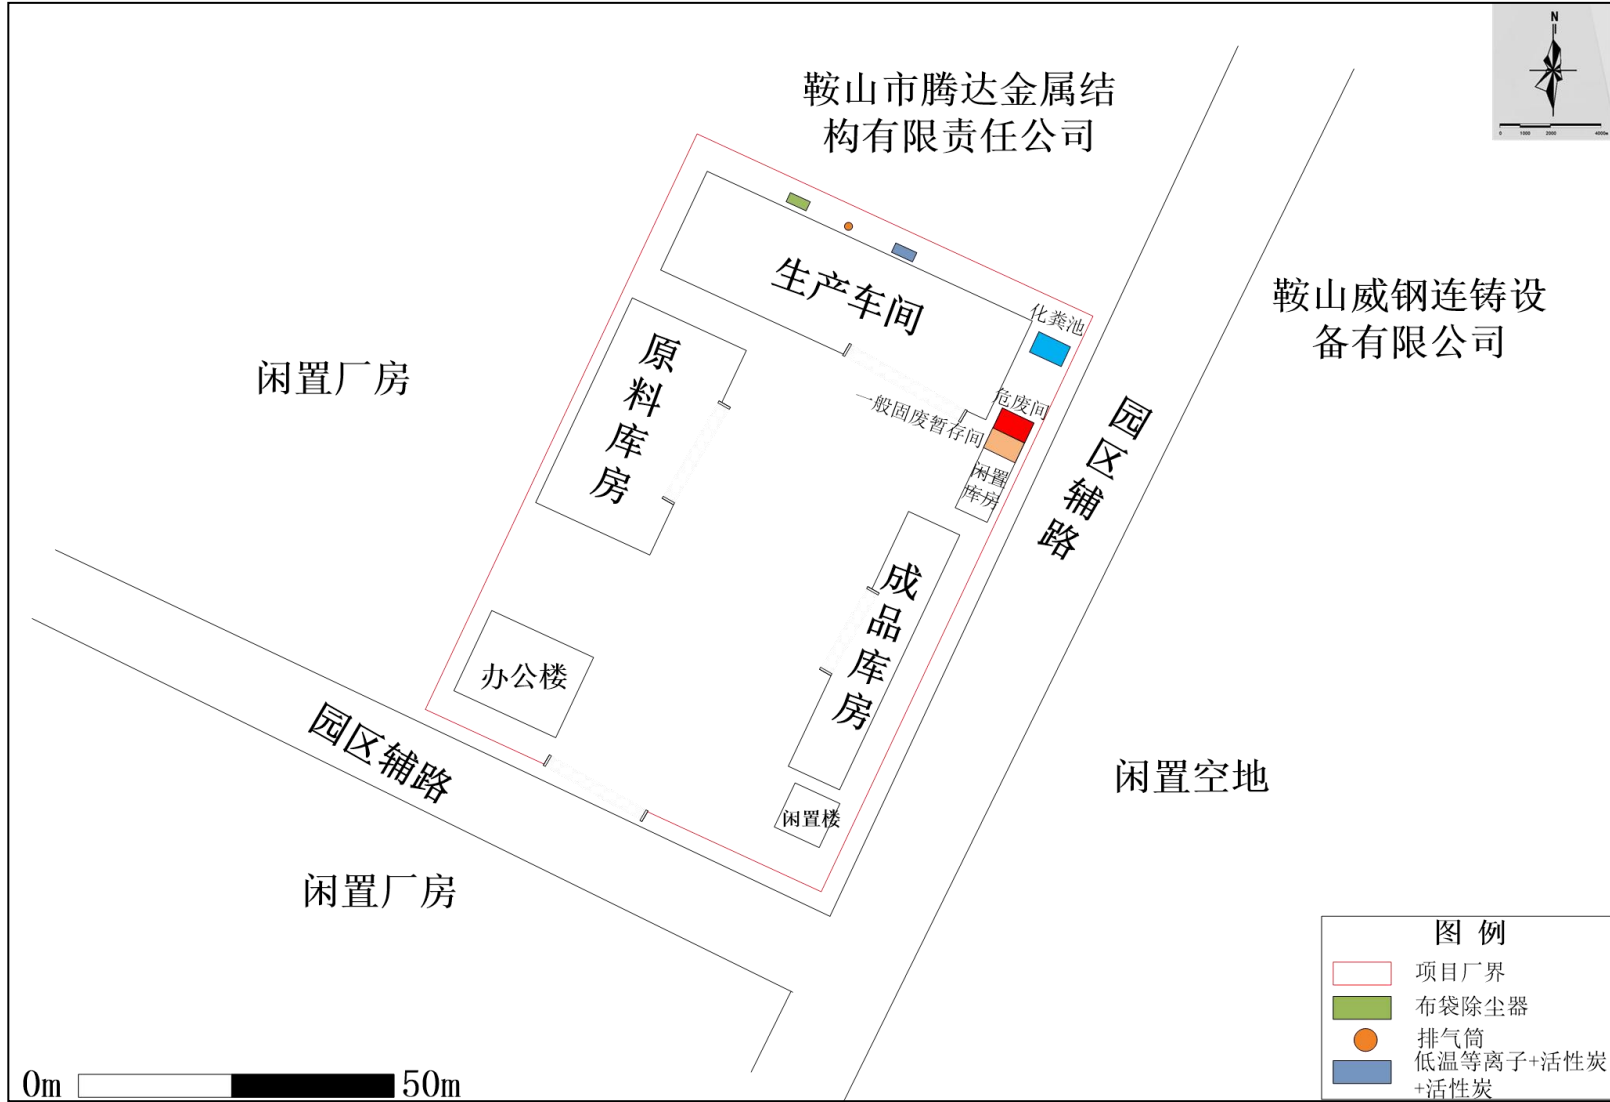 N
0 1000 2000 4000m
鞍山市腾达金属结
构有限责任公司
鞍山威钢连铸设
备有限公司
生产车间
化粪池
原料库房
闲置厂房
危废间
一般固废暂存间
园区辅路
闲置
库房
成品库房
办公楼
园区辅路
闲置空地
闲置楼
闲置厂房
图 例
项目厂界
布袋除尘器
排气筒
低温等离子+活性炭
+活性炭
0m
50m